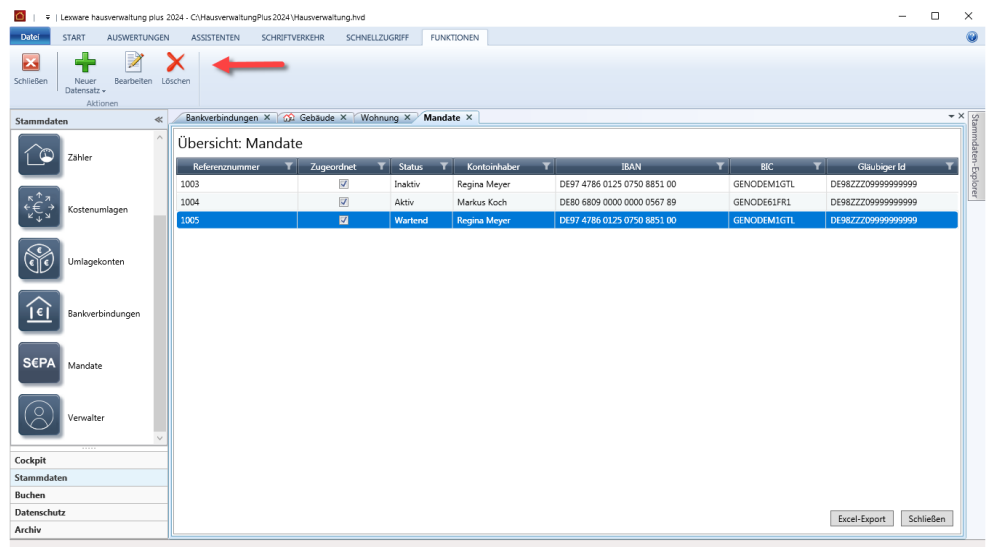 Lexware hausverwaltung plus 2024 - C:\HausverwaltungPlus2024\Hausverwaltung.hvd
Datei START AUSWERTUNGEN ASSISTENTEN SCHRIFTVERKEHR SCHNELLZUGRIFF FUNKTIONEN
Schließen
Neuer Datensatz
Bearbeiten
Löschen
Aktionen
Stammdaten
Zähler
Kostenumlagen
Umlagekonten
Bankverbindungen
S€PA Mandate
Verwalter
Cockpit
Stammdaten
Buchen
Datenschutz
Archiv
Bankverbindungen Gebäude Wohnung Mandate
Übersicht: Mandate
Referenznummer Zugeordnet Status Kontoinhaber IBAN BIC Gläubiger Id
1003 Inaktiv Regina Meyer DE97 4786 0125 0750 8851 00 GENODEM1GTL DE98ZZZ09999999999
1004 Aktiv Markus Koch DE80 6809 0000 0000 0567 89 GENODE61FR1 DE98ZZZ09999999999
1005 Wartend Regina Meyer DE97 4786 0125 0750 8851 00 GENODEM1GTL DE98ZZZ09999999999
Excel-Export Schließen
Stammdaten-Explorer